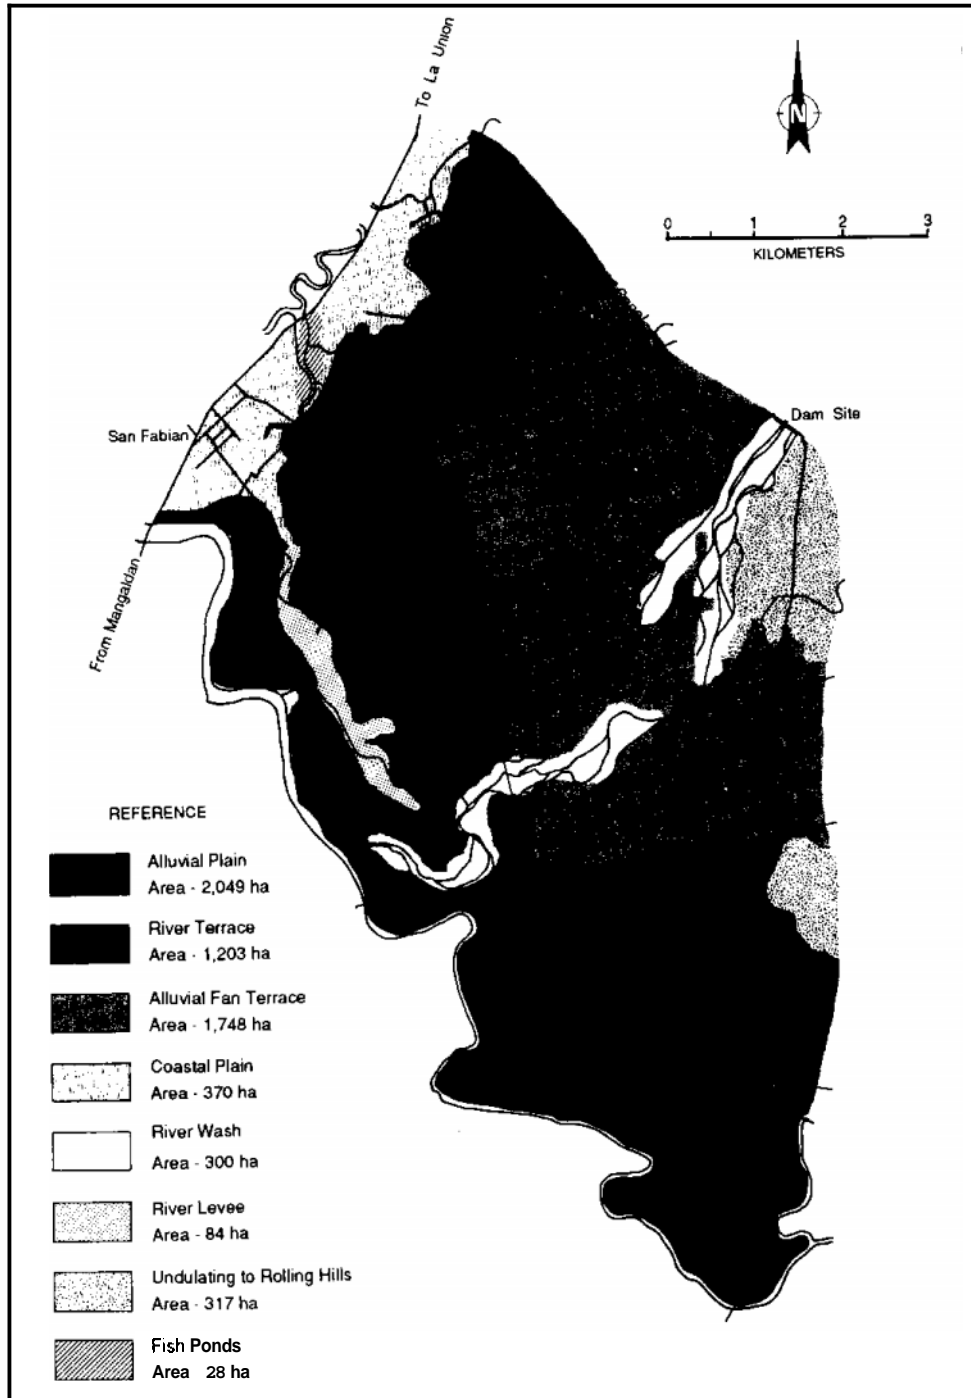 To La Union
N
0 1 2 3
KILOMETERS
Dam Site
San Fabian
From Mangaldan
REFERENCE
Alluvial Plain
Area - 2,049 ha
River Terrace
Area - 1,203 ha
Alluvial Fan Terrace
Area - 1,748 ha
Coastal Plain
Area - 370 ha
River Wash
Area - 300 ha
River Levee
Area - 84 ha
Undulating to Rolling Hills
Area - 317 ha
Fish Ponds
Area 28 ha